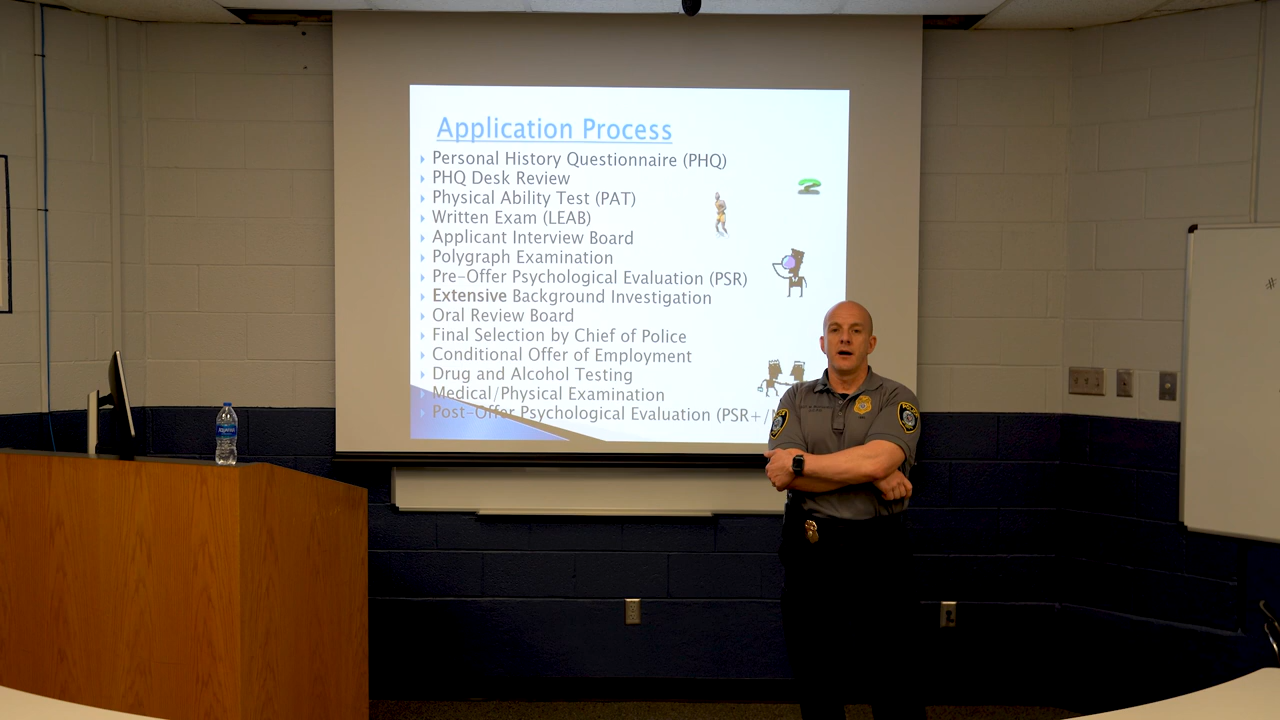 Application Process
Personal History Questionnaire (PHQ)
PHQ Desk Review
Physical Ability Test (PAT)
Written Exam (LEAB)
Applicant Interview Board
Polygraph Examination
Pre-Offer Psychological Evaluation (PSR)
Extensive Background Investigation
Oral Review Board
Final Selection by Chief of Police
Conditional Offer of Employment
Drug and Alcohol Testing
Medical/Physical Examination
Post-Offer Psychological Evaluation (PSR+/
POLICE
POLICE
#